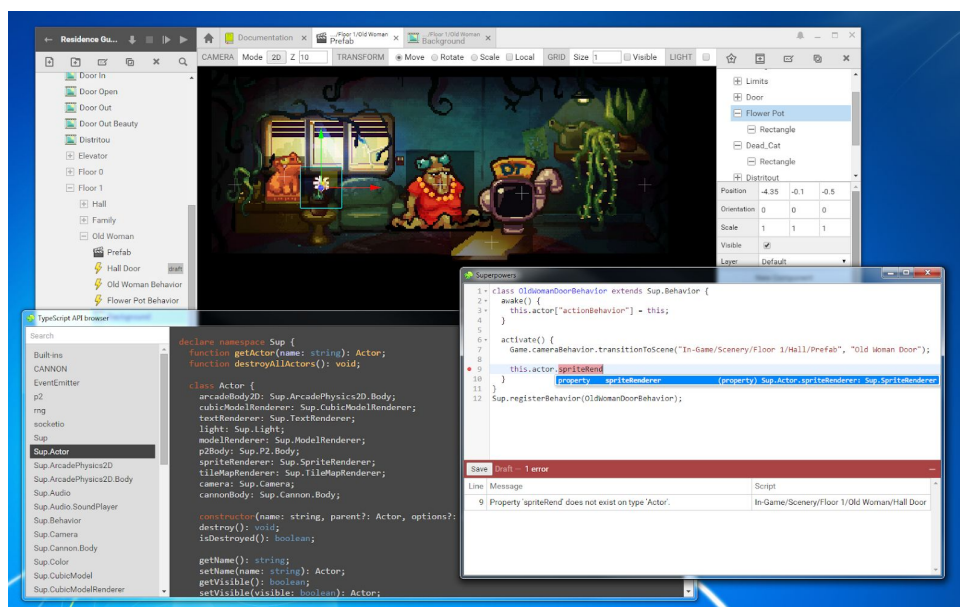 Residence Gu...
Documentation
.../Floor 1/Old Woman
Prefab
.../Floor 1/Old Woman
Background
CAMERA Mode 2D Z 10 TRANSFORM Move Rotate Scale Local GRID Size 1 Visible LIGHT
Door In
Door Open
Door Out
Door Out Beauty
Distritou
Elevator
Floor 0
Floor 1
Hall
Family
Old Woman
Prefab
Hall Door draft
Old Woman Behavior
Flower Pot Behavior
Limits
Door
Flower Pot
Rectangle
Dead_Cat
Rectangle
Distritout
Position -4.35 -0.1 -0.5
Orientation 0 0 0
Scale 1 1 1
Visible
Layer Default
TypeScript API browser
Search
Built-ins
CANNON
EventEmitter
p2
rng
socketio
Sup
Sup.Actor
Sup.ArcadePhysics2D
Sup.ArcadePhysics2D.Body
Sup.Audio
Sup.Audio.SoundPlayer
Sup.Behavior
Sup.Camera
Sup.Cannon.Body
Sup.Color
Sup.CubicModel
Sup.CubicModelRenderer
declare namespace Sup {
function getActor(name: string): Actor;
function destroyAllActors(): void;
class Actor {
arcadeBody2D: Sup.ArcadePhysics2D.Body;
cubicModelRenderer: Sup.CubicModelRenderer;
textRenderer: Sup.TextRenderer;
light: Sup.Light;
modelRenderer: Sup.ModelRenderer;
p2Body: Sup.P2.Body;
spriteRenderer: Sup.SpriteRenderer;
tileMapRenderer: Sup.TileMapRenderer;
camera: Sup.Camera;
cannonBody: Sup.Cannon.Body;
constructor(name: string, parent?: Actor, options?:
destroy(): void;
isDestroyed(): boolean;
getName(): string;
setName(name: string): Actor;
getVisible(): boolean;
setVisible(visible: boolean): Actor;
Superpowers
1 class OldWomanDoorBehavior extends Sup.Behavior {
2 awake() {
3 this.actor["actionBehavior"] = this;
4 }
5
6 activate() {
7 Game.cameraBehavior.transitionToScene("In-Game/Scenery/Floor 1/Hall/Prefab", "Old Woman Door");
8
9 this.actor.spriteRend
property spriteRenderer (property) Sup.Actor.spriteRenderer: Sup.SpriteRenderer
10 }
11 }
12 Sup.registerBehavior(OldWomanDoorBehavior);
Save Draft — 1 error
Line Message Script
9 Property 'spriteRend' does not exist on type 'Actor'. In-Game/Scenery/Floor 1/Old Woman/Hall Door